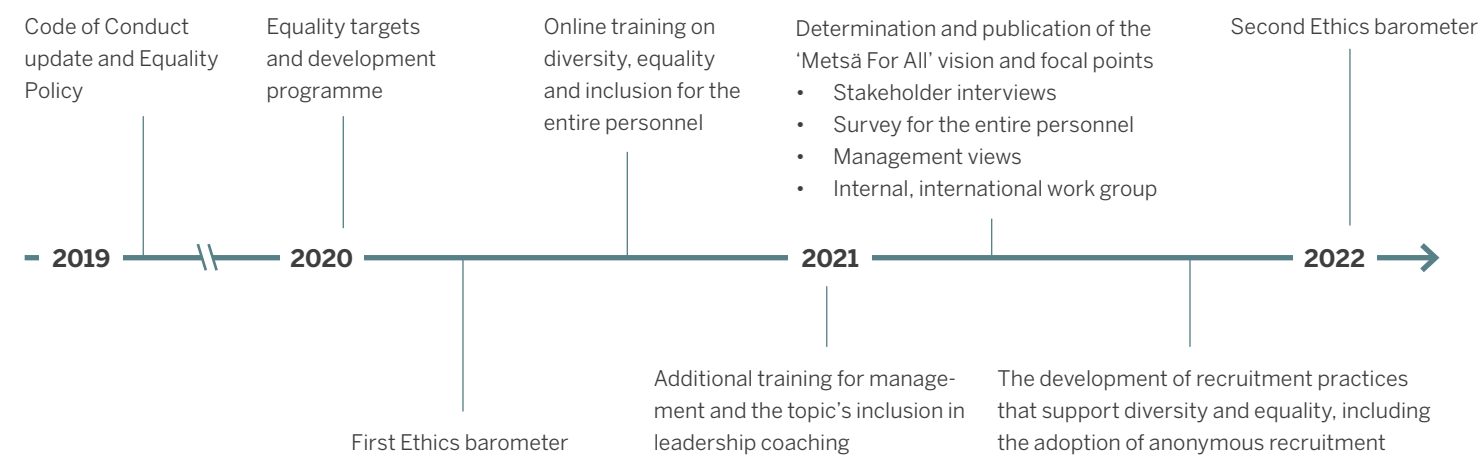 Code of Conduct
update and Equality
Policy
Equality targets
and development
programme
Online training on
diversity, equality
and inclusion for the
entire personnel
Determination and publication of the
‘Metsä For All’ vision and focal points
• Stakeholder interviews
• Survey for the entire personnel
• Management views
• Internal, international work group
Second Ethics barometer
2019
2020
2021
2022
First Ethics barometer
Additional training for manage-
ment and the topic’s inclusion in
leadership coaching
The development of recruitment practices
that support diversity and equality, including
the adoption of anonymous recruitment